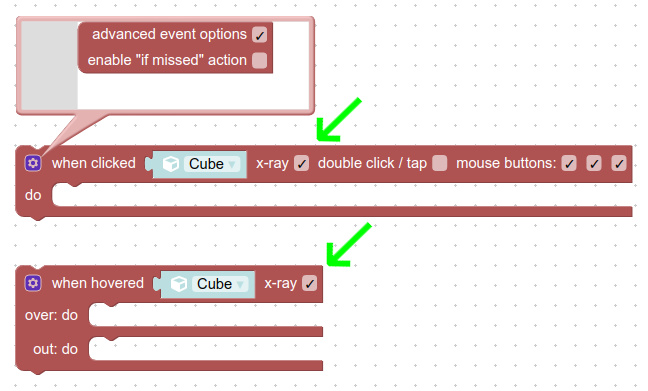 advanced event options
enable "if missed" action
when clicked Cube x-ray double click / tap mouse buttons:
do
when hovered Cube x-ray
over: do
out: do